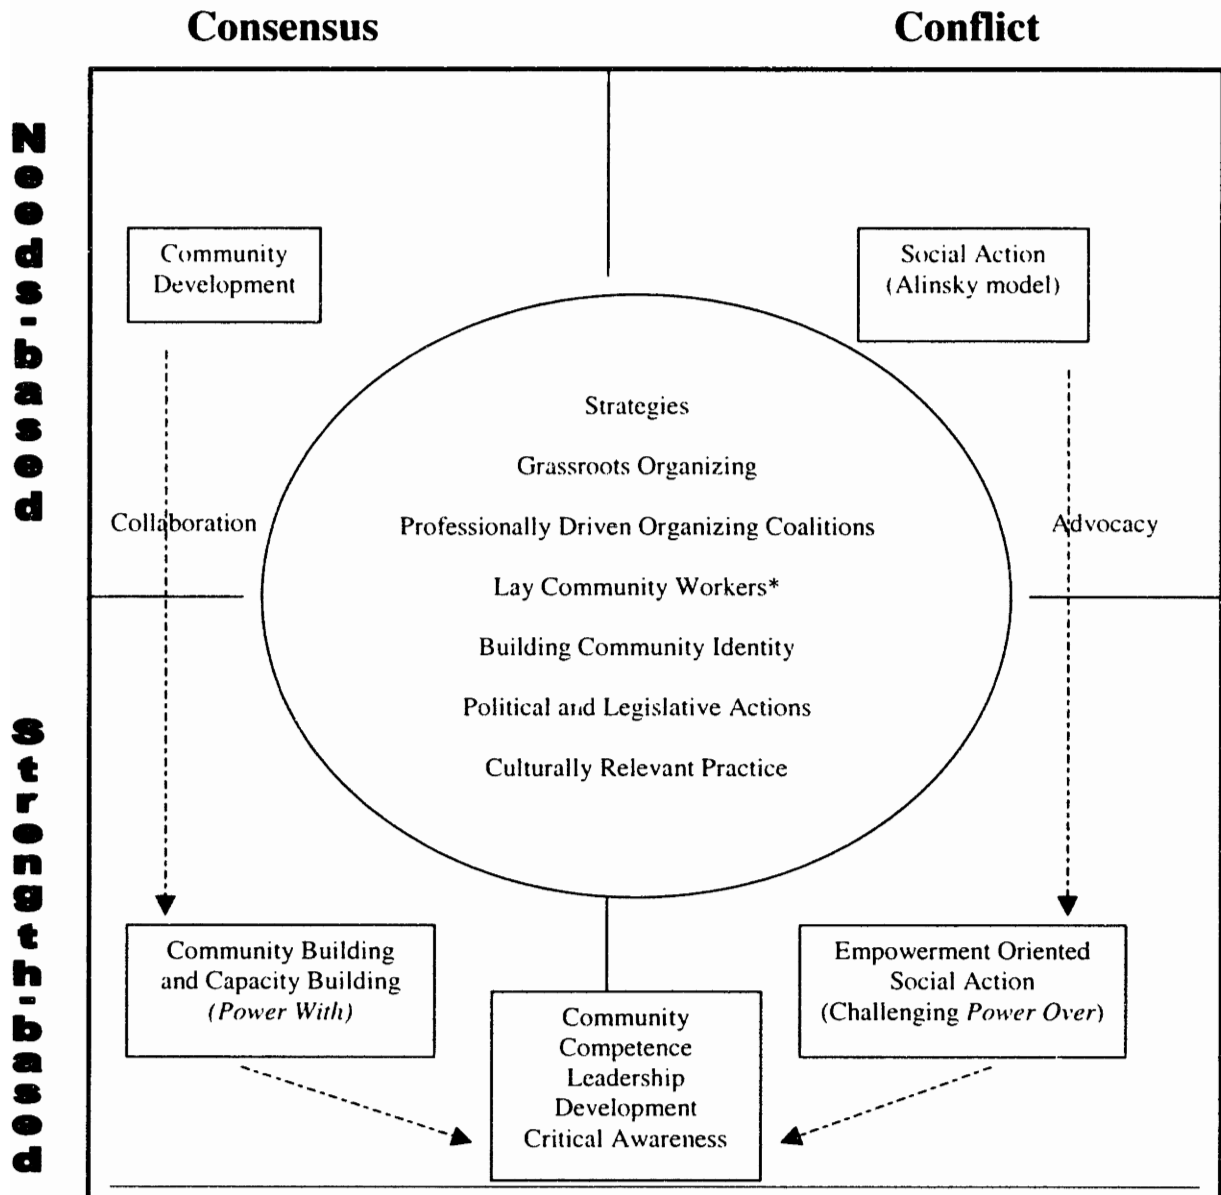 Consensus
Conflict
Needs-based
Community
Development
Social Action
(Alinsky model)
Strategies
Grassroots Organizing
Collaboration
Professionally Driven Organizing Coalitions
Advocacy
Lay Community Workers*
Building Community Identity
Political and Legislative Actions
Culturally Relevant Practice
Strength-based
Community Building
and Capacity Building
(Power With)
Empowerment Oriented
Social Action
(Challenging Power Over)
Community
Competence
Leadership
Development
Critical Awareness